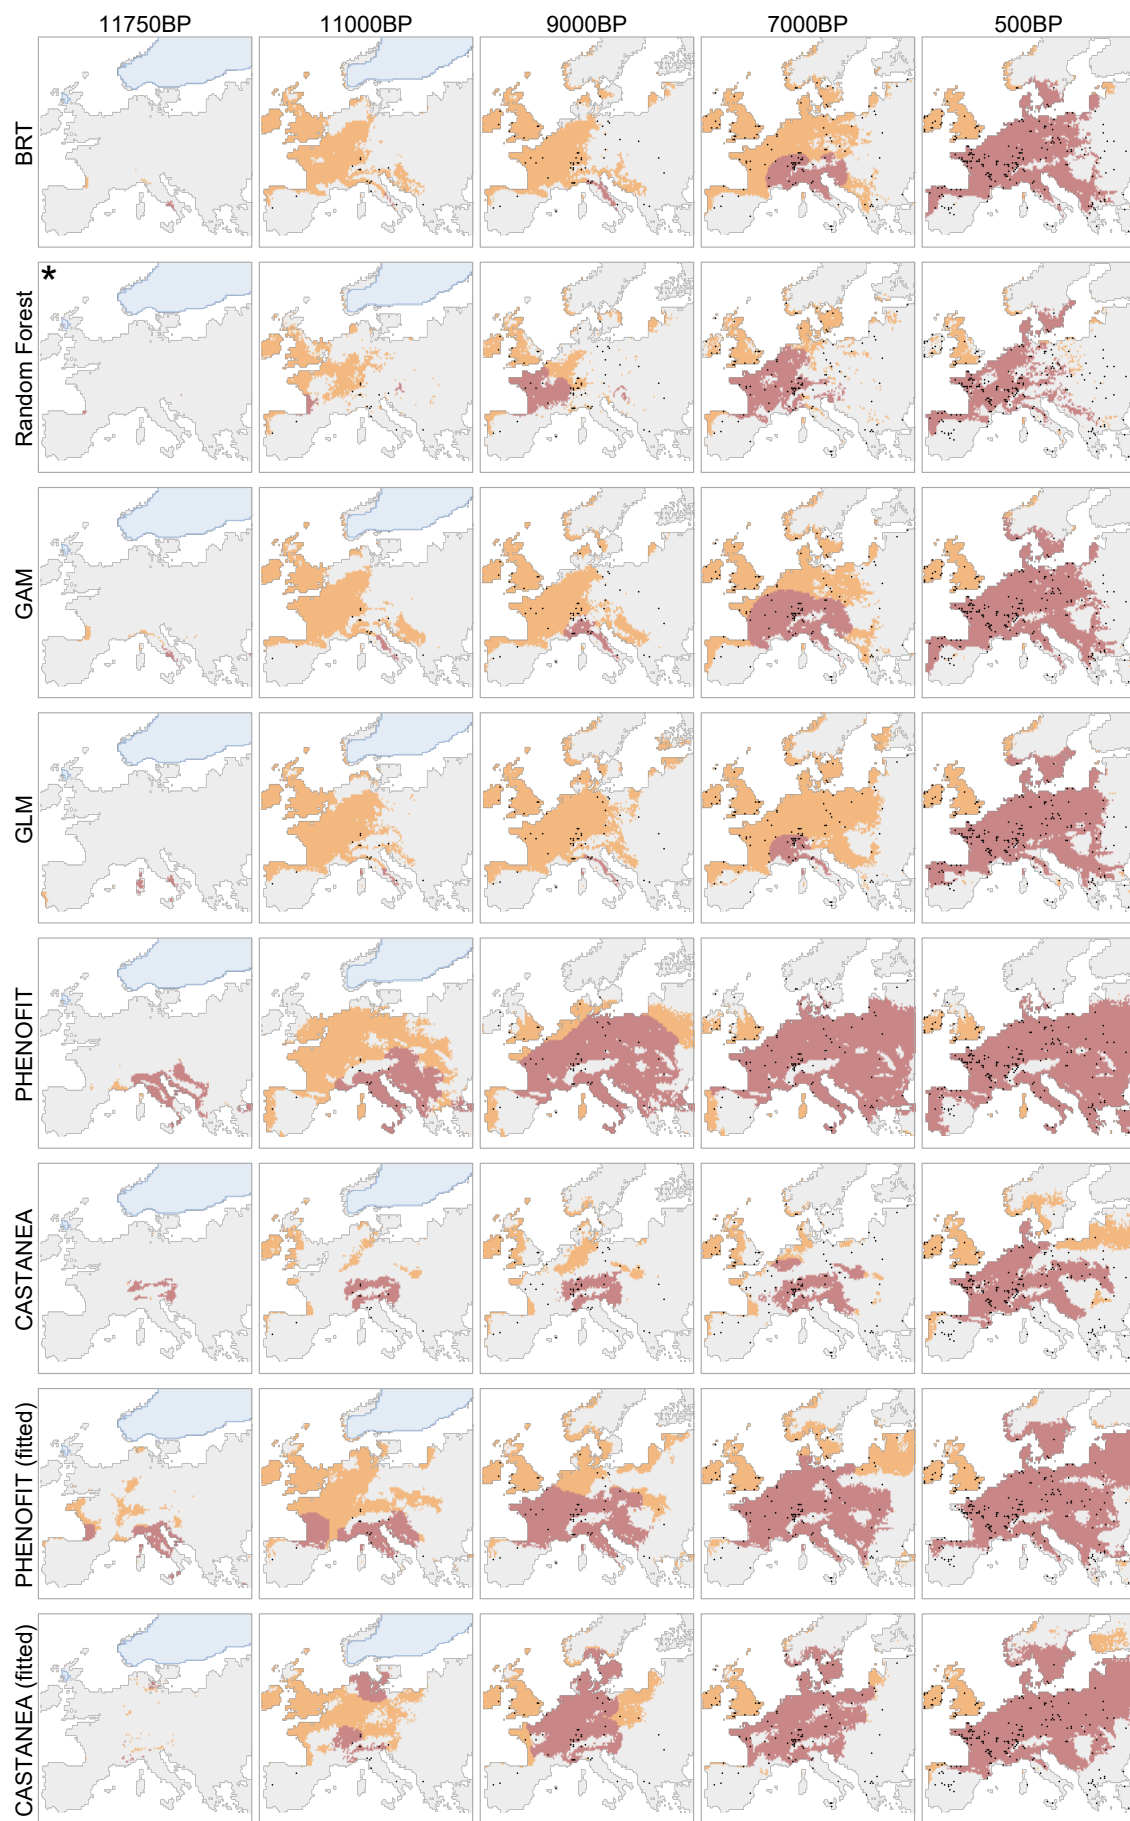 11750BP 11000BP 9000BP 7000BP 500BP
BRT
*
Random Forest
GAM
GLM
PHENOFIT
CASTANEA
PHENOFIT (fitted)
CASTANEA (fitted)